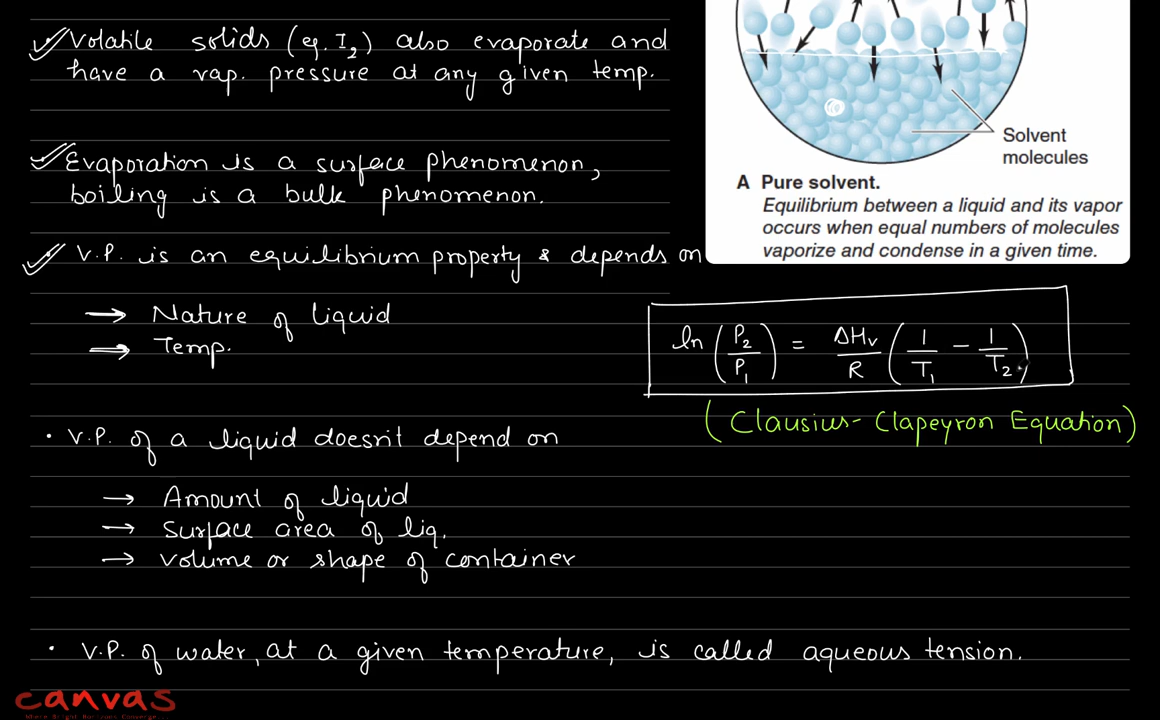 Volatile solids (eg. I2) also evaporate and
have a vap. pressure at any given temp.
Evaporation is a surface phenomenon,
boiling is a bulk phenomenon.
V.P. is an equilibrium property & depends on
→ Nature of liquid
→ Temp.
Solvent
molecules
A Pure solvent.
Equilibrium between a liquid and its vapor
occurs when equal numbers of molecules
vaporize and condense in a given time.
ln (P2/P1) = ΔHv/R (1/T1 - 1/T2)
(Clausius-Clapeyron Equation)
• V.P. of a liquid doesn't depend on
→ Amount of liquid
→ Surface area of liq.
→ Volume or shape of container
• V.P. of water, at a given temperature, is called aqueous tension.
canvas
Where Bright Horizons Converge...